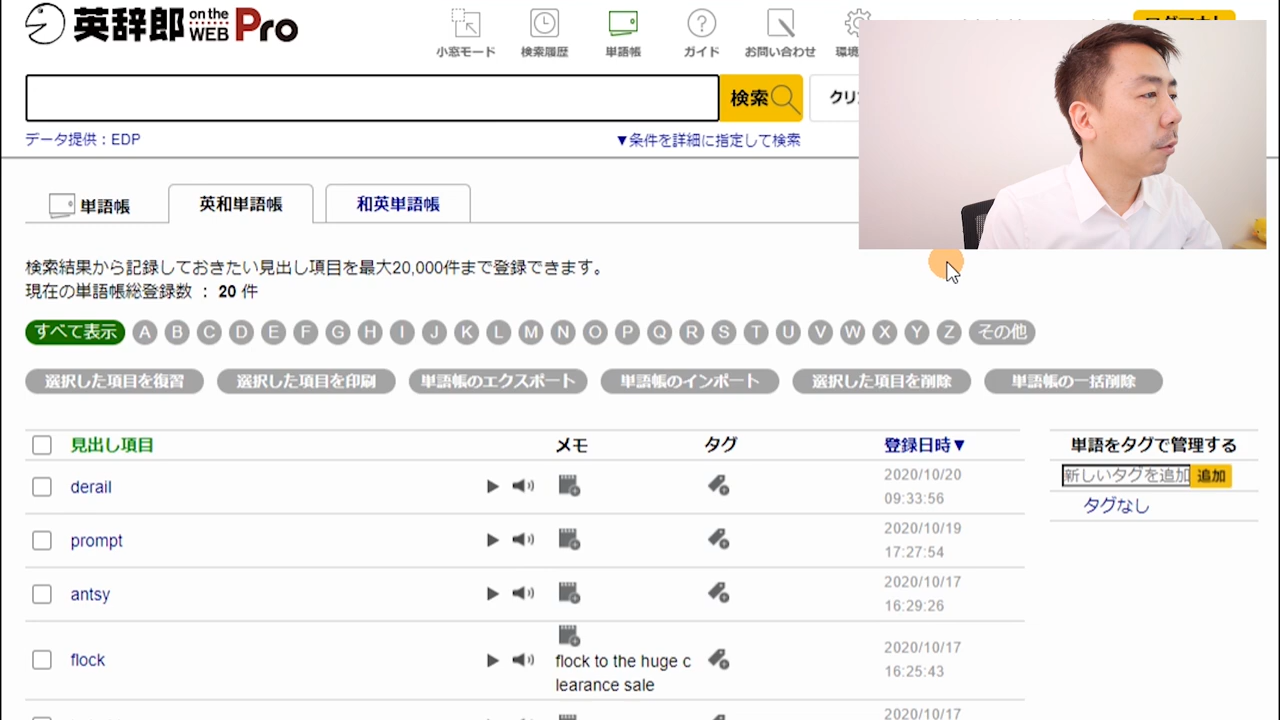 英辞郎 on the WEB Pro
小窓モード 検索履歴 単語帳 ガイド お問い合わせ 環境
検索 クリ
データ提供：EDP ▼条件を詳細に指定して検索
単語帳 英和単語帳 和英単語帳
検索結果から記録しておきたい見出し項目を最大20,000件まで登録できます。
現在の単語帳総登録数 ： 20 件
すべて表示 A B C D E F G H I J K L M N O P Q R S T U V W X Y Z その他
選択した項目を復習 選択した項目を印刷 単語帳のエクスポート 単語帳のインポート 選択した項目を削除 単語帳の一括削除
見出し項目 メモ タグ 登録日時▼ 単語をタグで管理する
新しいタグを追加 追加
タグなし
derail 2020/10/20
09:33:56
prompt 2020/10/19
17:27:54
antsy 2020/10/17
16:29:26
flock flock to the huge c
learance sale 2020/10/17
16:25:43
2020/10/17